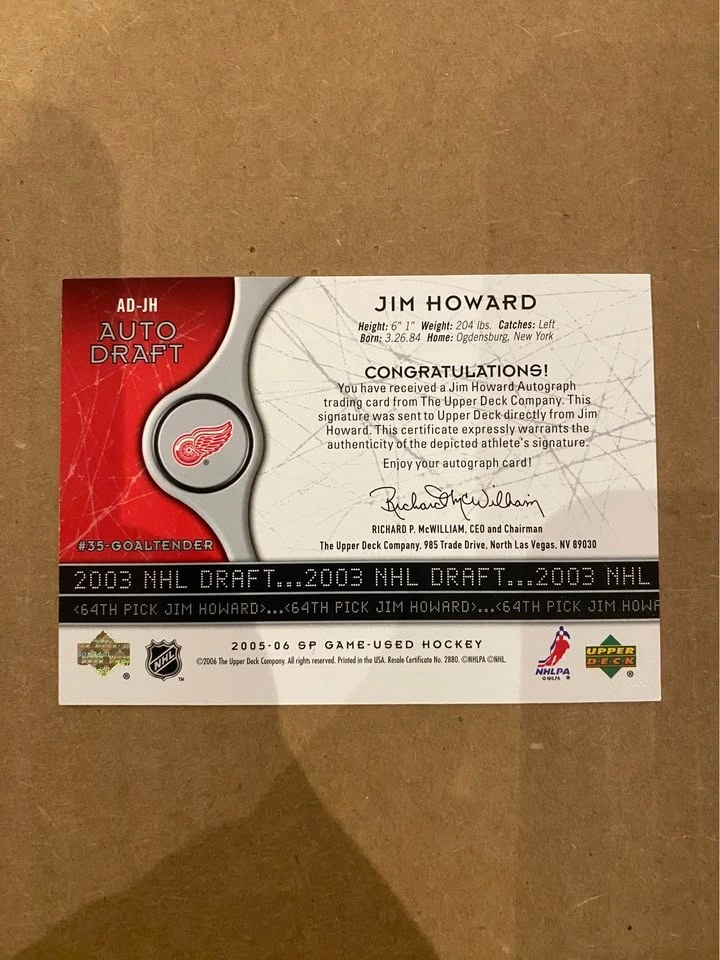 AD-JH
AUTO
DRAFT
#35-GOALTENDER
JIM HOWARD
Height: 6" 1" Weight: 204 lbs. Catches: Left
Born: 3.26.84 Home: Ogdensburg, New York
CONGRATULATIONS!
You have received a Jim Howard Autograph
trading card from The Upper Deck Company. This
signature was sent to Upper Deck directly from Jim
Howard. This certificate expressly warrants the
authenticity of the depicted athlete's signature.
Enjoy your autograph card!
Richard P. McWilliam
RICHARD P. McWILLIAM, CEO and Chairman
The Upper Deck Company, 985 Trade Drive, North Las Vegas, NV 89030
2003 NHL DRAFT...2003 NHL DRAFT...2003 NHL
<64TH PICK JIM HOWARD>...<64TH PICK JIM HOWARD>...<64TH PICK JIM HOWA
2005-06 SP GAME-USED HOCKEY
©2006 The Upper Deck Company. All rights reserved. Printed in the USA. Resale Certificate No. 2880. ©NHLPA ©NHL.
®
NHL
™
NHLPA
©NHLPA ®
UPPER
DECK
®